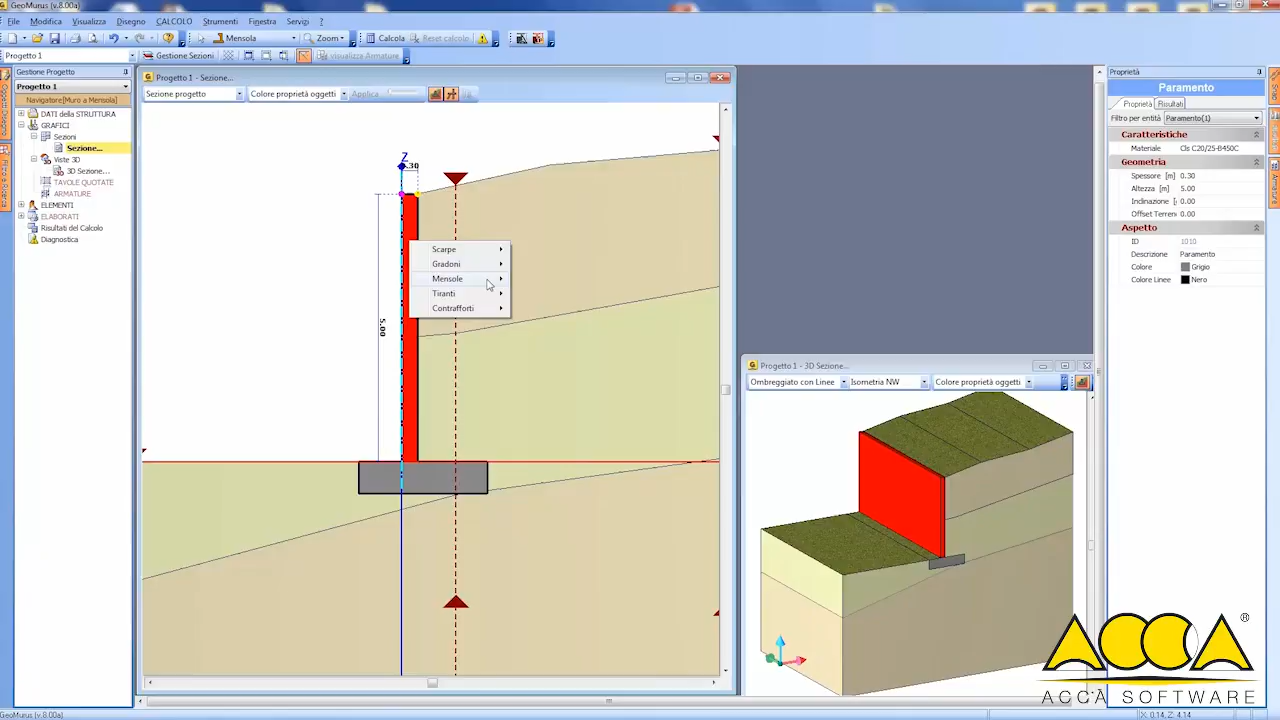 GeoMurus (v.8.00a)
File Modifica Visualizza Disegno CALCOLO Strumenti Finestra Servizi ?
Mensola Zoom Calcola Reset calcolo
Progetto 1 Gestione Sezioni visualizza Armature
Gestione Progetto
Progetto 1
Navigatore[Muro a Mensola]
DATI della STRUTTURA
GRAFICI
Sezioni
Sezione...
Viste 3D
3D Sezione...
TAVOLE QUOTATE
ARMATURE
ELEMENTI
ELABORATI
Risultati del Calcolo
Diagnostica
Progetto 1 - Sezione...
Sezione progetto Colore proprietà oggetti Applica
Z
.30
5.00
Scarpe
Gradoni
Mensole
Tiranti
Contrafforti
Progetto 1 - 3D Sezione...
Ombreggiato con Linee Isometria NW Colore proprietà oggetti
Proprietà
Paramento
Proprietà Risultati
Filtro per entità Paramento(1)
Caratteristiche
Materiale Cls C20/25-B450C
Geometria
Spessore [m] 0.30
Altezza [m] 5.00
Inclinazione [ 0.00
Offset Terren 0.00
Aspetto
ID 1010
Descrizione Paramento
Colore Grigio
Colore Linee Nero
ACCA ®
ACCA SOFTWARE
GeoMurus (v.8.00a)
X: 0.14, Z: 4.14